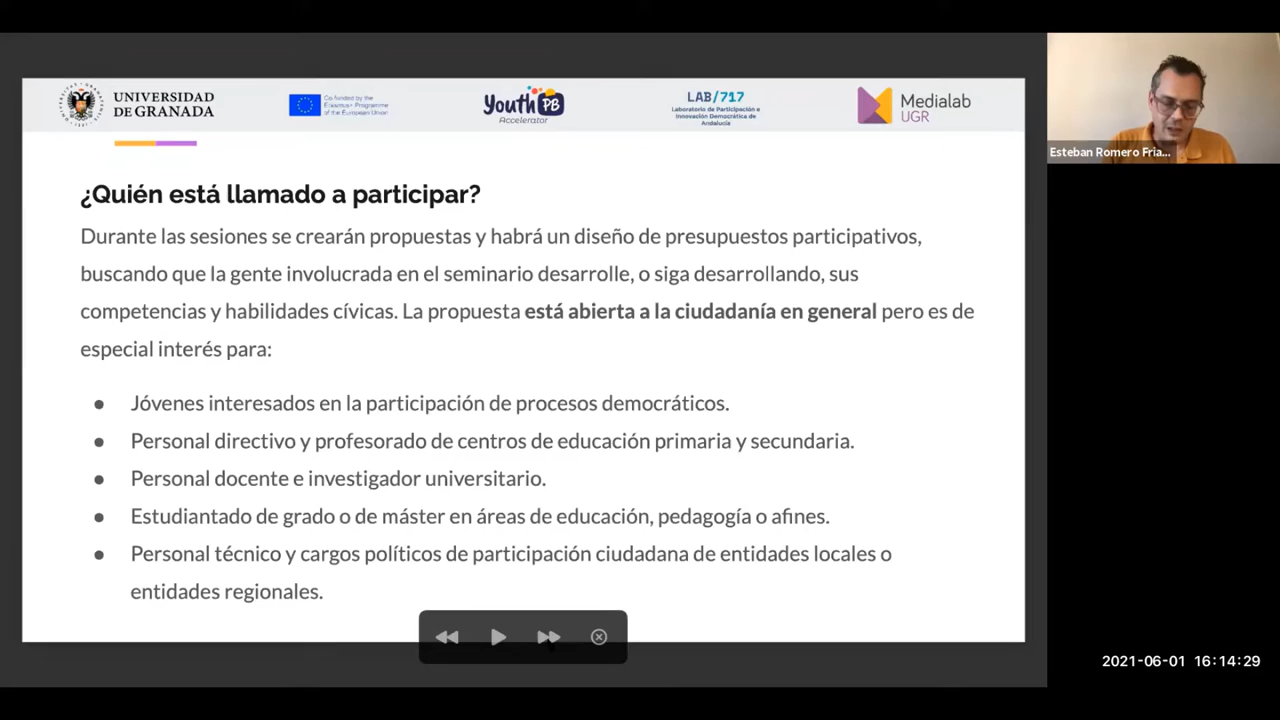 UNIVERSIDAD
DE GRANADA
Co-funded by the
Erasmus+ Programme
of the European Union
Youth PB
Accelerator
LAB/717
Laboratorio de Participación e
Innovación Democrática de
Andalucía
Medialab
UGR
¿Quién está llamado a participar?
Durante las sesiones se crearán propuestas y habrá un diseño de presupuestos participativos,
buscando que la gente involucrada en el seminario desarrolle, o siga desarrollando, sus
competencias y habilidades cívicas. La propuesta está abierta a la ciudadanía en general pero es de
especial interés para:
● Jóvenes interesados en la participación de procesos democráticos.
● Personal directivo y profesorado de centros de educación primaria y secundaria.
● Personal docente e investigador universitario.
● Estudiantado de grado o de máster en áreas de educación, pedagogía o afines.
● Personal técnico y cargos políticos de participación ciudadana de entidades locales o
entidades regionales.
Esteban Romero Fria...
2021-06-01 16:14:29